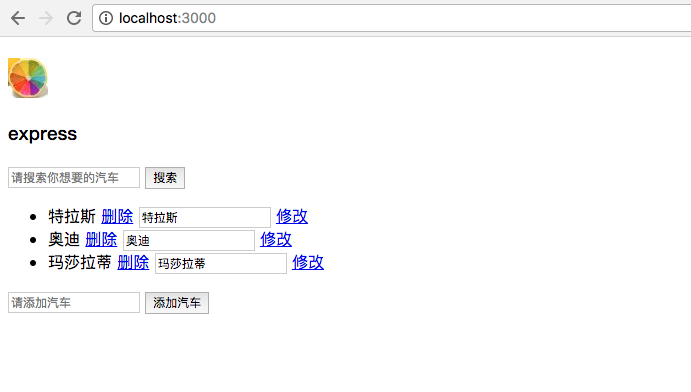 localhost:3000
express
请搜索你想要的汽车 搜索
特拉斯 删除 特拉斯 修改
奥迪 删除 奥迪 修改
玛莎拉蒂 删除 玛莎拉蒂 修改
请添加汽车 添加汽车